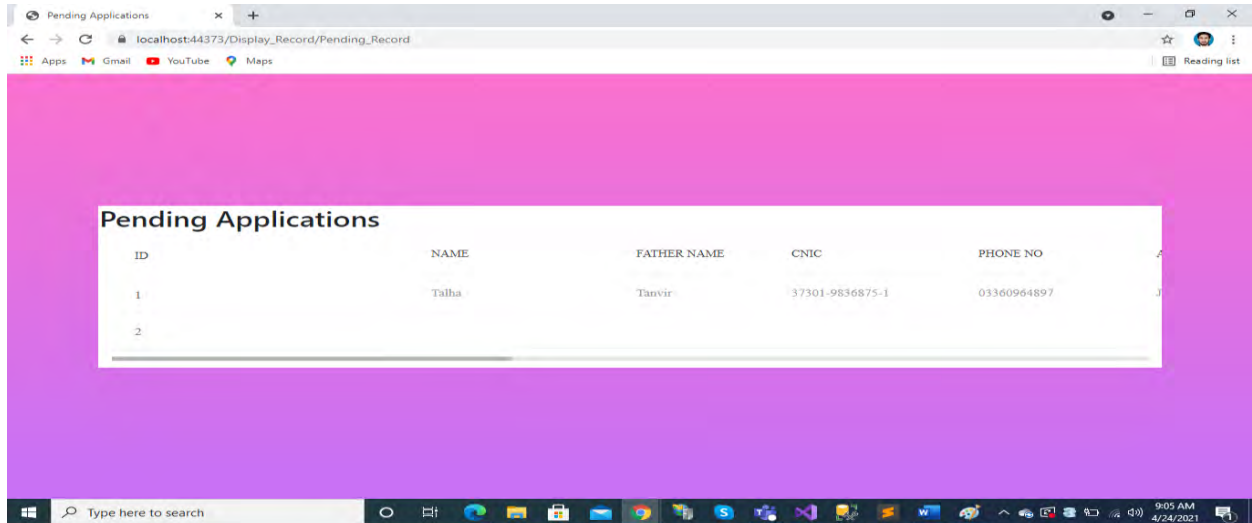 Pending Applications
localhost:44373/Display_Record/Pending_Record
Apps Gmail YouTube Maps Reading list
Pending Applications
ID NAME FATHER NAME CNIC PHONE NO A
1 Talha Tanvir 37301-9836875-1 03360964897 J
2
Type here to search
9:05 AM
4/24/2021